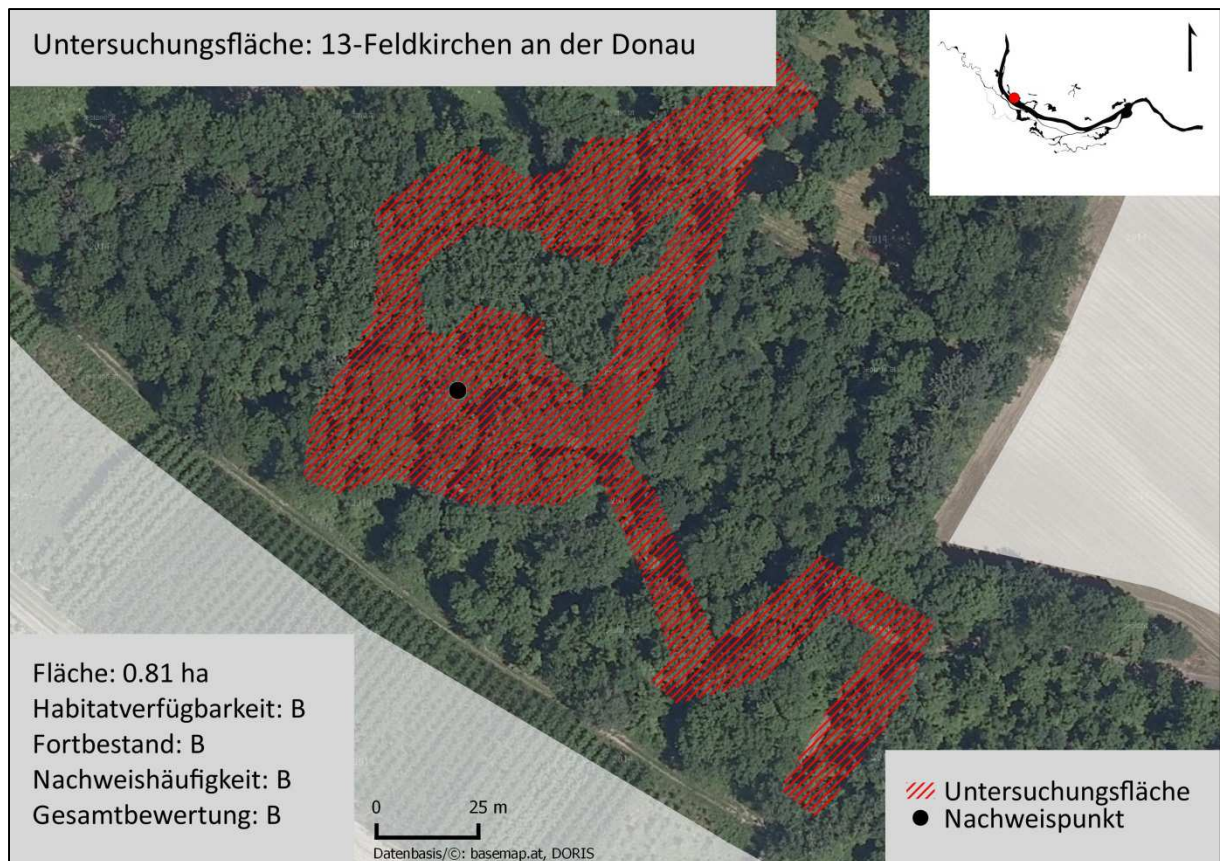 Untersuchungsfläche: 13-Feldkirchen an der Donau
Fläche: 0.81 ha
Habitatverfügbarkeit: B
Fortbestand: B
Nachweishäufigkeit: B
Gesamtbewertung: B
0 25 m
Datenbasis/©: basemap.at, DORIS
Untersuchungsfläche
Nachweispunkt